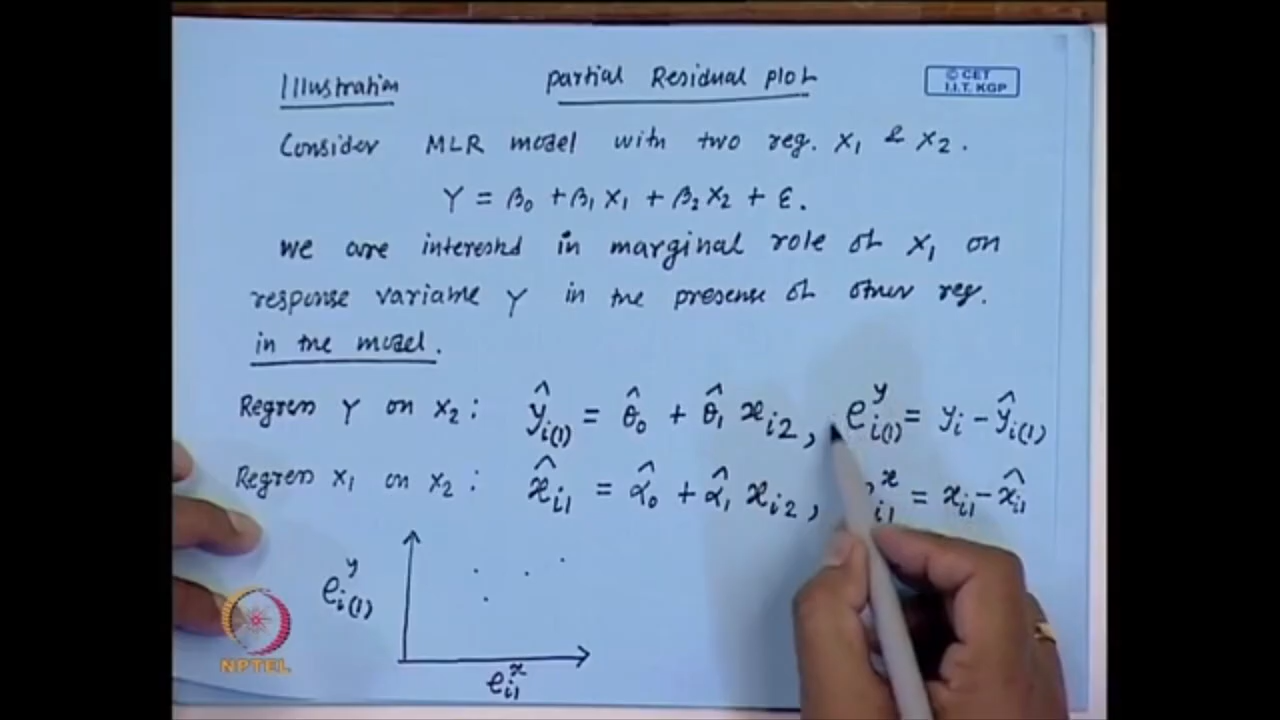 Illustration
Partial Residual Plot
© CET
I.I.T. KGP
Consider MLR model with two reg. X₁ & X₂.
Y = β₀ + β₁ X₁ + β₂ X₂ + ε.
We are interested in marginal role of X₁ on
response variable Y in the presense of other reg.
in the model.
Regress Y on X₂ : ŷᵢ₍₁₎ = θ̂₀ + θ̂₁ xᵢ₂ , eʸᵢ₍₁₎ = yᵢ − ŷᵢ₍₁₎
Regress X₁ on X₂ : x̂ᵢ₁ = α̂₀ + α̂₁ xᵢ₂ , ˣᵢ₁ = xᵢ₁ − x̂ᵢ₁
eʸᵢ₍₁₎
eˣᵢ₁
NPTEL